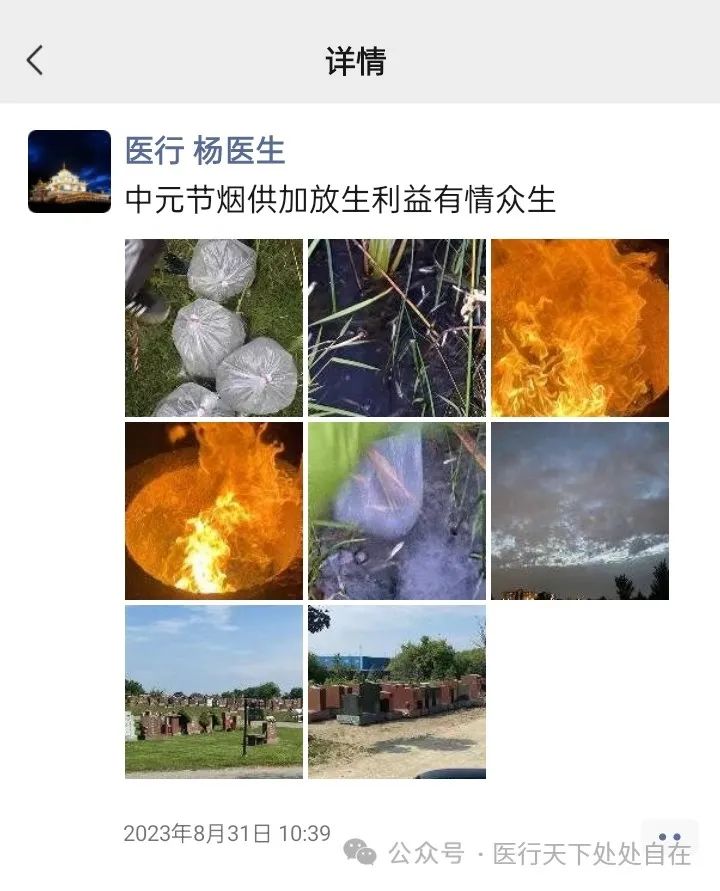 详情
医行 杨医生
中元节烟供加放生利益有情众生
2023年8月31日 10:39
公众号 · 医行天下处处自在